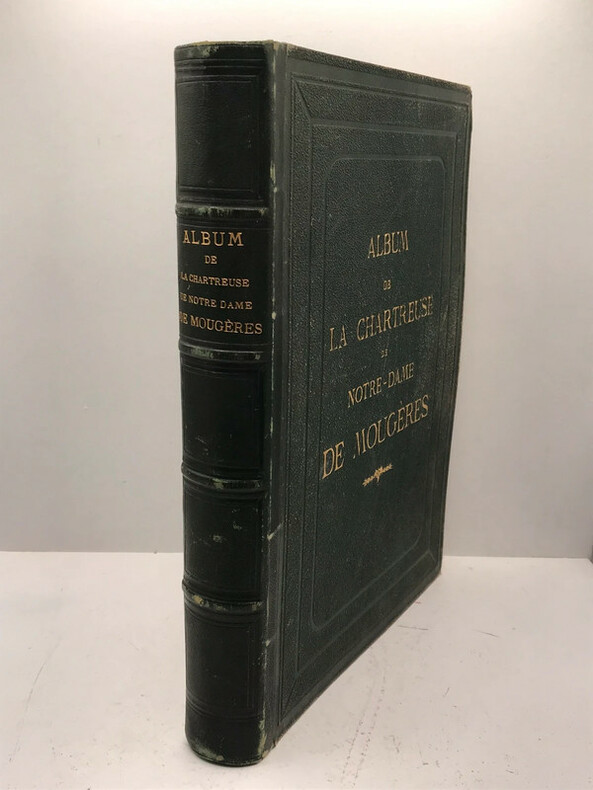 ALBUM
DE
LA CHARTREUSE
DE NOTRE DAME
DE MOUGÈRES
ALBUM
DE
LA CHARTREUSE
DE
NOTRE-DAME
DE MOUGÈRES